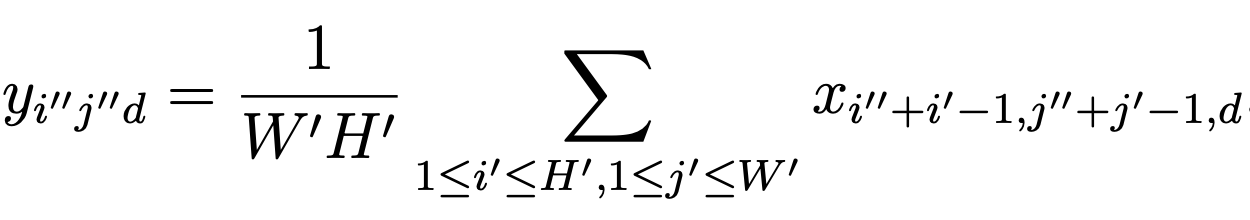 y_{i''j''d} = \frac{1}{W'H'} \sum_{1 \leq i' \leq H', 1 \leq j' \leq W'} x_{i''+i'-1,j''+j'-1,d}.